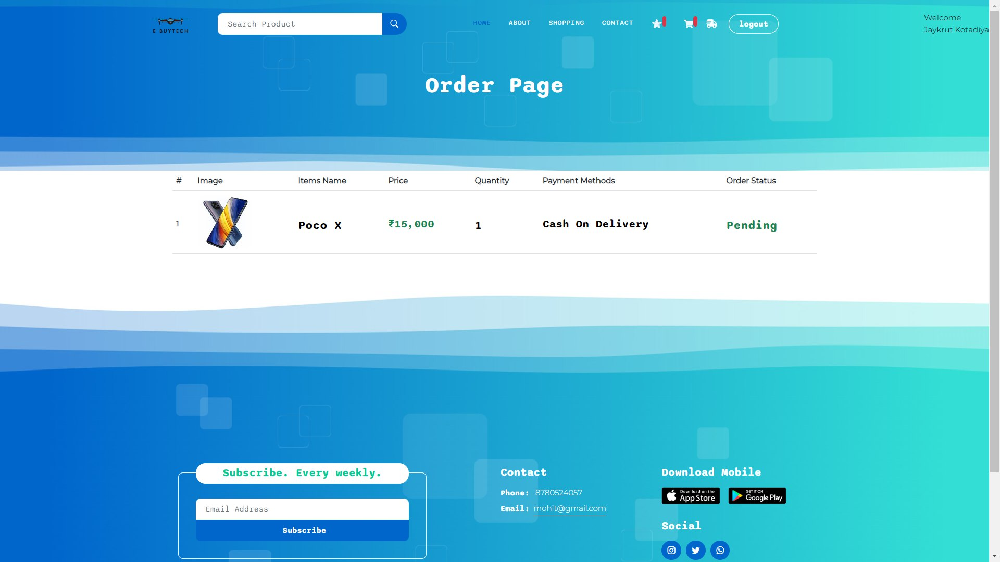 E BUYTECH
Search Product
HOME ABOUT SHOPPING CONTACT
logout
Welcome
Jaykrut Kotadiya
Order Page
# Image Items Name Price Quantity Payment Methods Order Status
1 Poco X ₹15,000 1 Cash On Delivery Pending
Subscribe. Every weekly.
Email Address
Subscribe
Contact
Phone: 8780524057
Email: mohit@gmail.com
Download Mobile
Download on the
App Store
GET IT ON
Google Play
Social